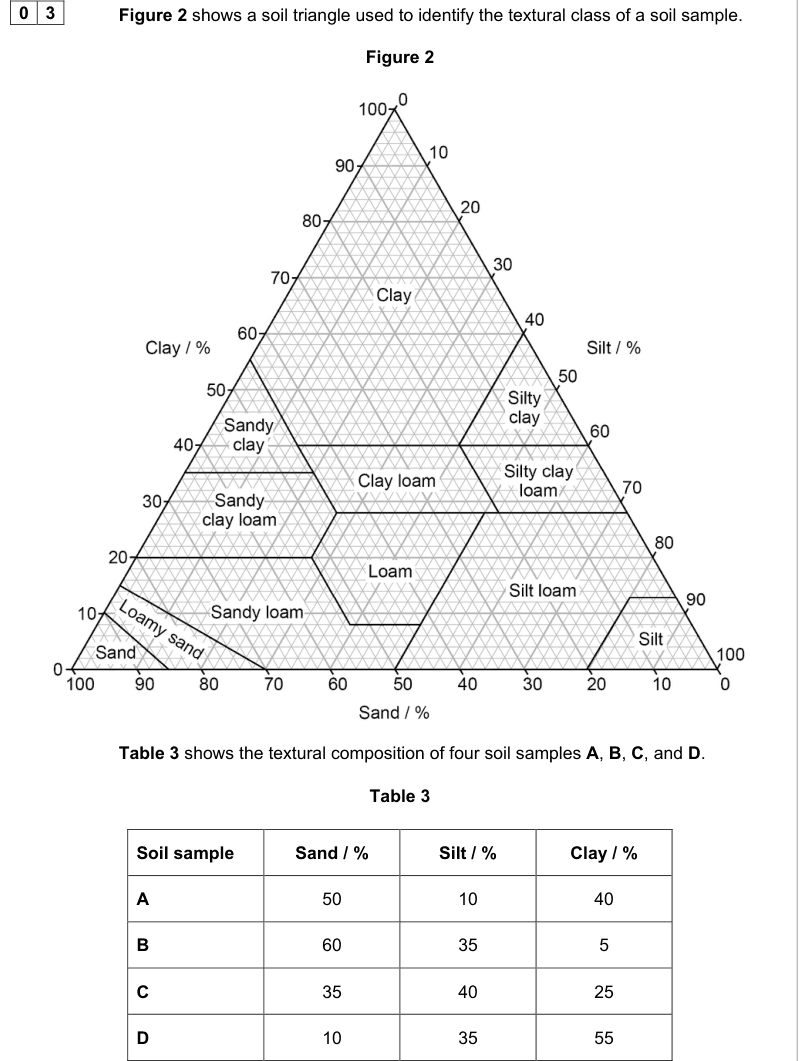 0 3 Figure 2 shows a soil triangle used to identify the textural class of a soil sample.
Figure 2
100 0
90 10
80 20
70 30
Clay
60 40
Clay / % Silt / %
50 50
Silty
clay
Sandy
clay
40 60
Clay loam
Silty clay
loam
30 70
Sandy
clay loam
20 80
Loam
Silt loam
10 90
Loamy sand
Sandy loam
Sand
Silt
0 100
100 90 80 70 60 50 40 30 20 10 0
Sand / %
Table 3 shows the textural composition of four soil samples A, B, C, and D.
Table 3
Soil sample Sand / % Silt / % Clay / %
A 50 10 40
B 60 35 5
C 35 40 25
D 10 35 55